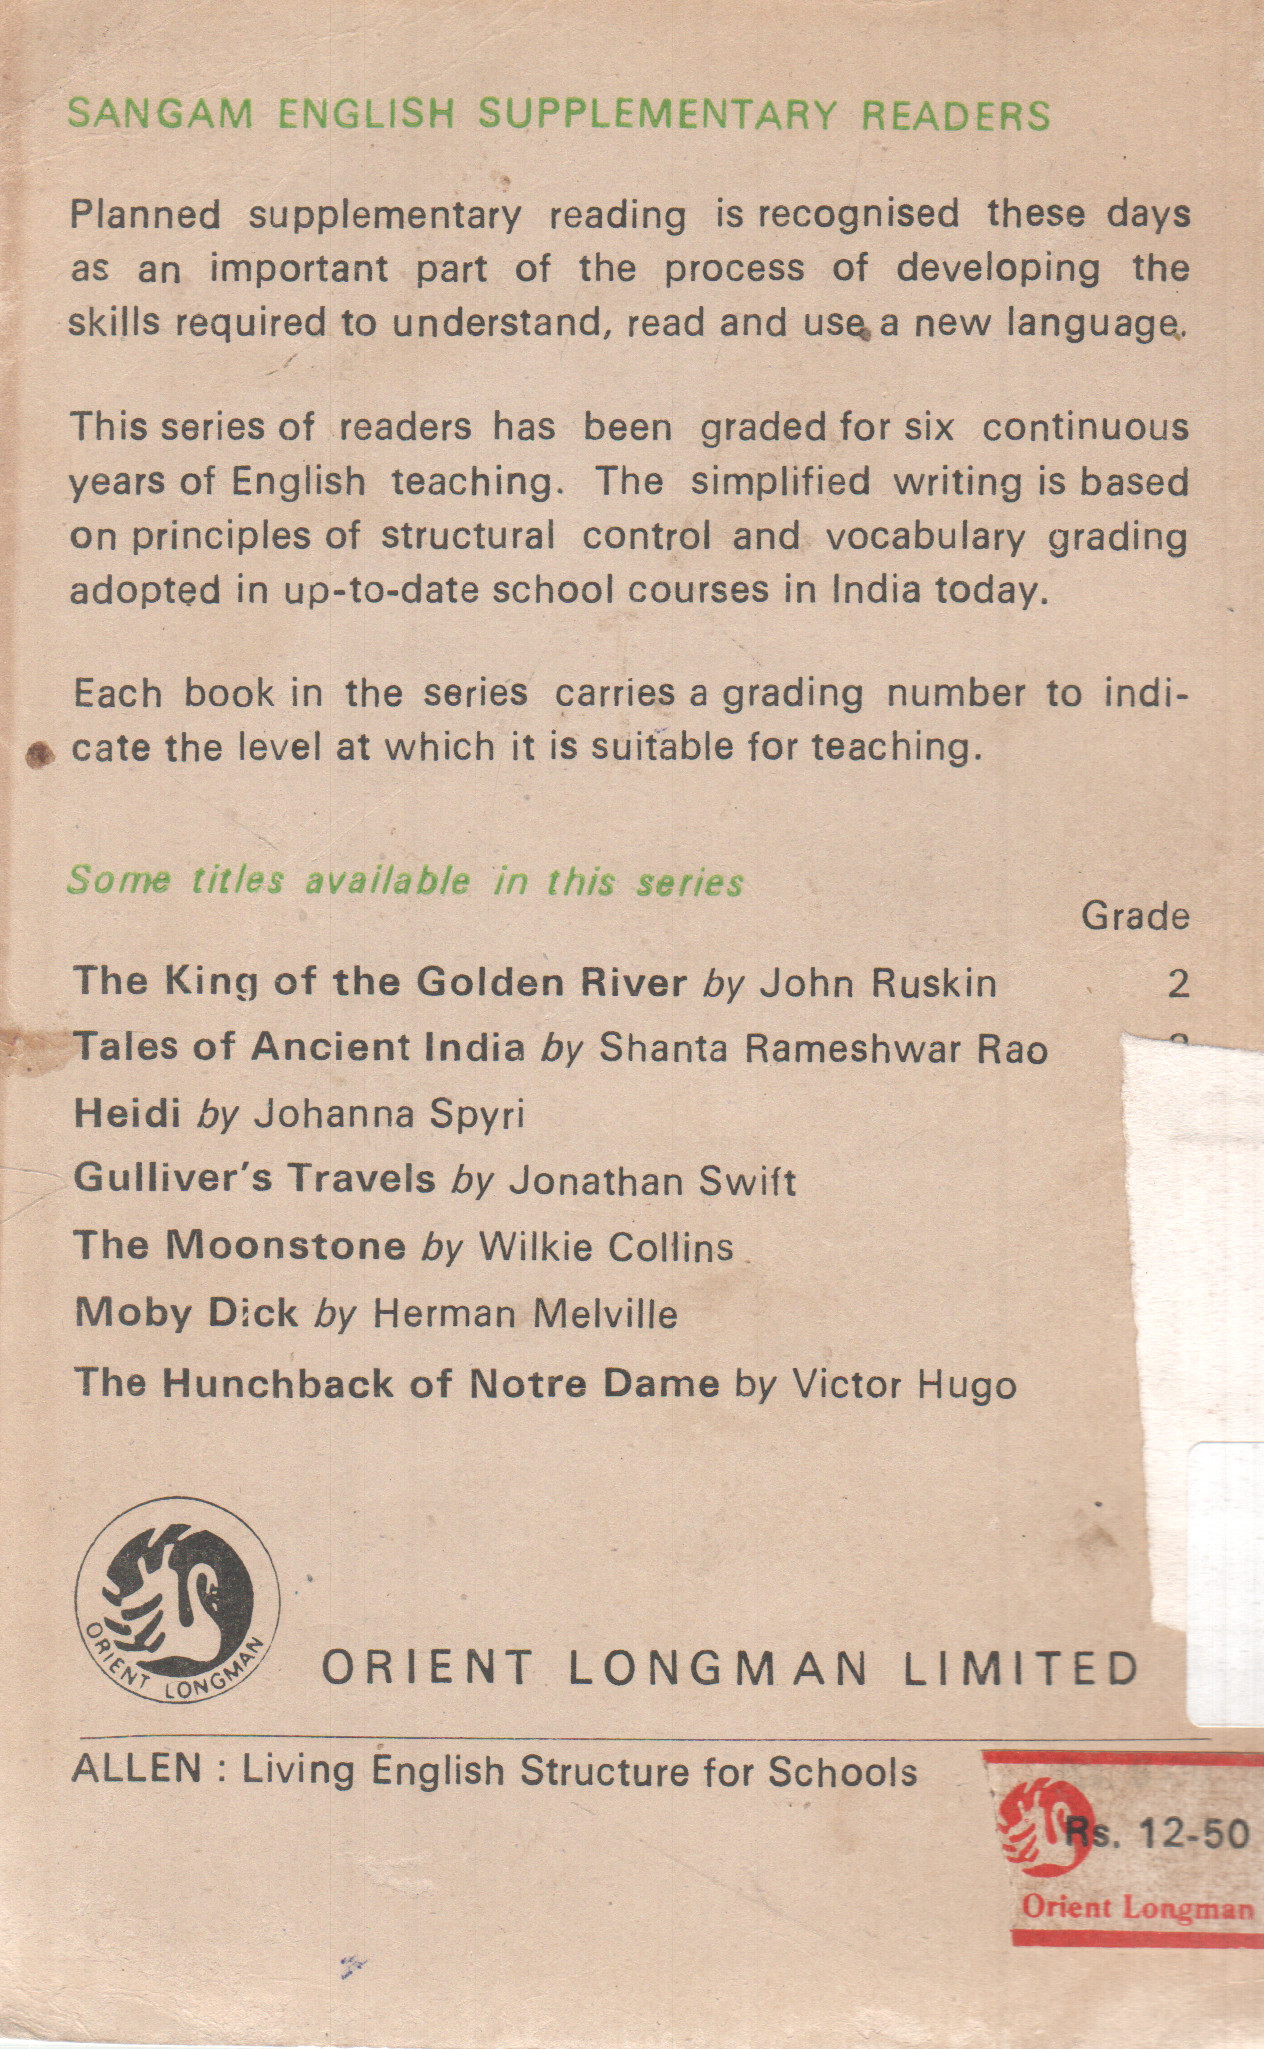 SANGAM ENGLISH SUPPLEMENTARY READERS
Planned supplementary reading is recognised these days
as an important part of the process of developing the
skills required to understand, read and use a new language.
This series of readers has been graded for six continuous
years of English teaching. The simplified writing is based
on principles of structural control and vocabulary grading
adopted in up-to-date school courses in India today.
Each book in the series carries a grading number to indi-
cate the level at which it is suitable for teaching.
Some titles available in this series
Grade
The King of the Golden River by John Ruskin 2
Tales of Ancient India by Shanta Rameshwar Rao
Heidi by Johanna Spyri
Gulliver's Travels by Jonathan Swift
The Moonstone by Wilkie Collins
Moby Dick by Herman Melville
The Hunchback of Notre Dame by Victor Hugo
ORIENT LONGMAN
ORIENT LONGMAN LIMITED
ALLEN : Living English Structure for Schools
Rs. 12-50
Orient Longman